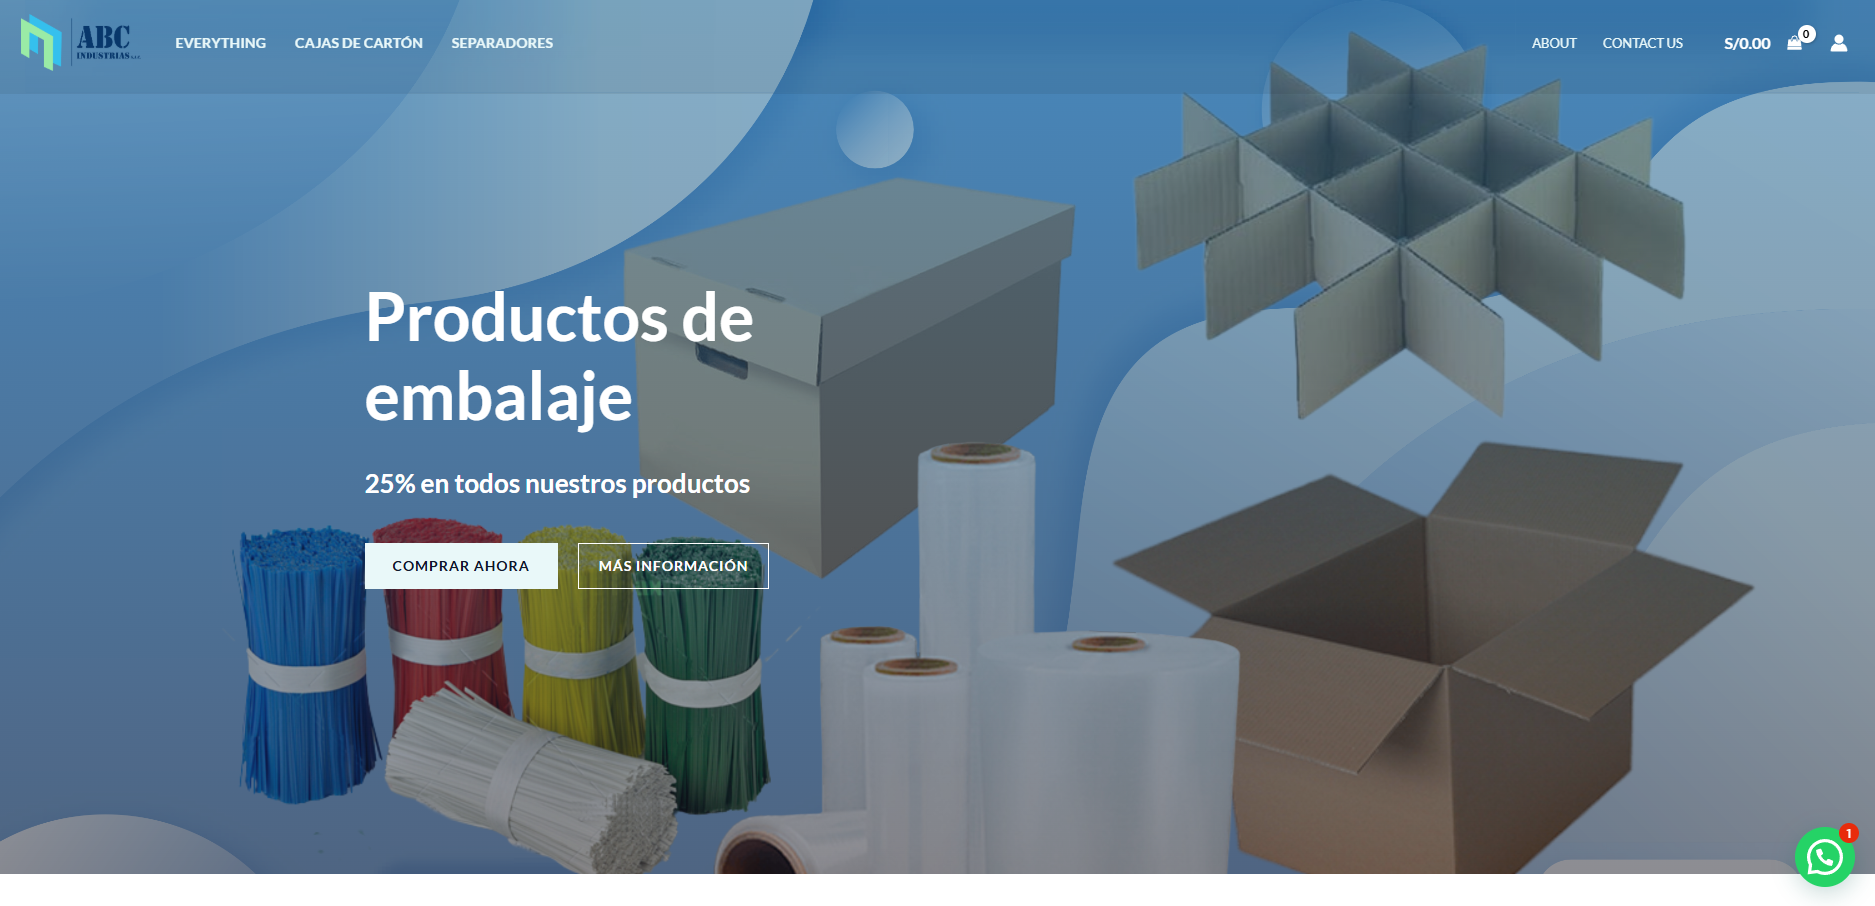 ABC
INDUSTRIAS
EVERYTHING
CAJAS DE CARTÓN
SEPARADORES
ABOUT
CONTACT US
S/0.00
0
Productos de
embalaje
25% en todos nuestros productos
COMPRAR AHORA
MÁS INFORMACIÓN
1